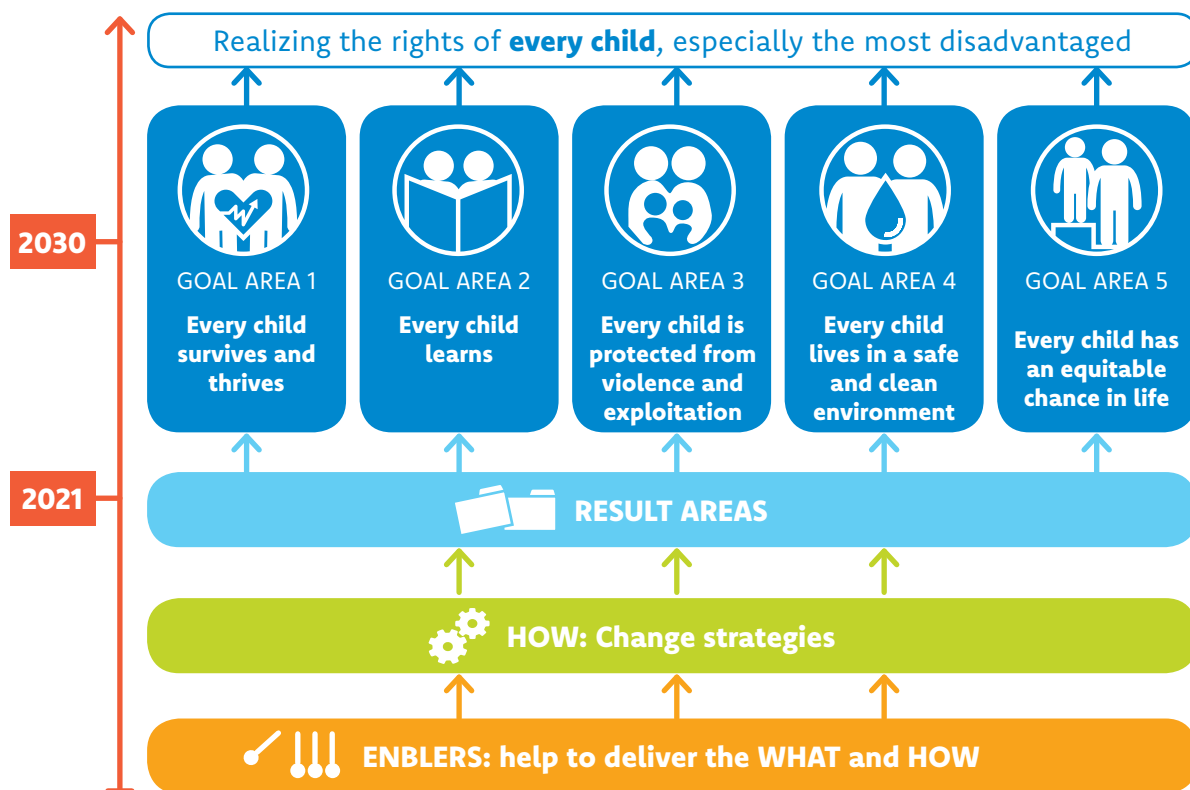 Realizing the rights of every child, especially the most disadvantaged
2030
GOAL AREA 1
Every child
survives and
thrives
GOAL AREA 2
Every child
learns
GOAL AREA 3
Every child is
protected from
violence and
exploitation
GOAL AREA 4
Every child
lives in a safe
and clean
environment
GOAL AREA 5
Every child has
an equitable
chance in life
2021
RESULT AREAS
HOW: Change strategies
ENBLERS: help to deliver the WHAT and HOW